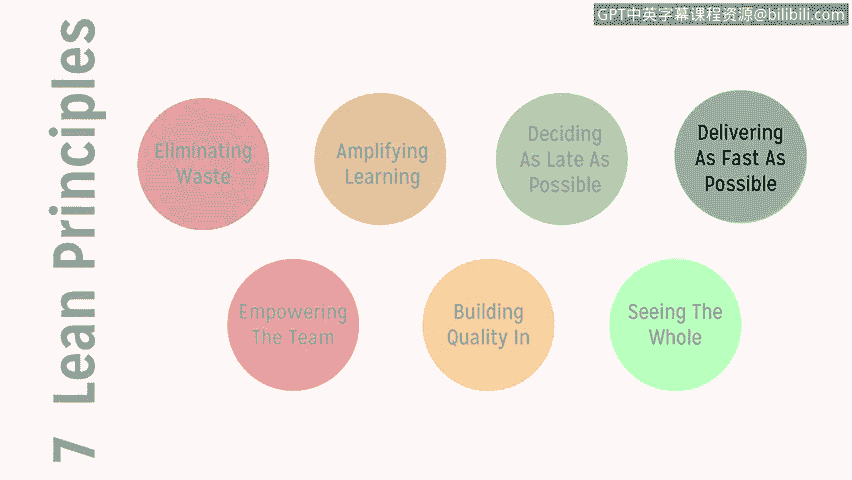 GPT中英字幕课程资源@bilibili.com
7 Lean Principles
Eliminating
Waste
Amplifying
Learning
Deciding
As Late As
Possible
Delivering
As Fast As
Possible
Empowering
The Team
Building
Quality In
Seeing The
Whole